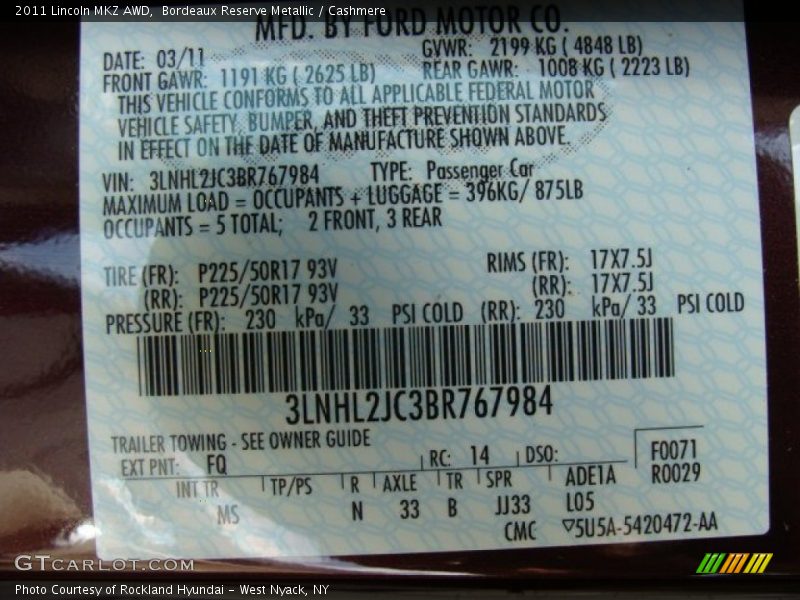 2011 Lincoln MKZ AWD, Bordeaux Reserve Metallic / Cashmere
MFD. BY FORD MOTOR CO.
DATE: 03/11 GVWR: 2199 KG ( 4848 LB)
FRONT GAWR: 1191 KG ( 2625 LB) REAR GAWR: 1008 KG ( 2223 LB)
THIS VEHICLE CONFORMS TO ALL APPLICABLE FEDERAL MOTOR
VEHICLE SAFETY, BUMPER, AND THEFT PREVENTION STANDARDS
IN EFFECT ON THE DATE OF MANUFACTURE SHOWN ABOVE.
VIN: 3LNHL2JC3BR767984 TYPE: Passenger Car
MAXIMUM LOAD = OCCUPANTS + LUGGAGE = 396KG/ 875LB
OCCUPANTS = 5 TOTAL; 2 FRONT, 3 REAR
TIRE (FR): P225/50R17 93V RIMS (FR): 17X7.5J
(RR): P225/50R17 93V (RR): 17X7.5J
PRESSURE (FR): 230 kPa/ 33 PSI COLD (RR): 230 kPa/ 33 PSI COLD
3LNHL2JC3BR767984
TRAILER TOWING - SEE OWNER GUIDE
EXT PNT: FQ RC: 14 DSO: F0071
INT TR TP/PS R AXLE TR SPR ADE1A R0029
MS N 33 B JJ33 L05
CMC ▽5U5A-5420472-AA
GTCARLOT.COM
Photo Courtesy of Rockland Hyundai - West Nyack, NY